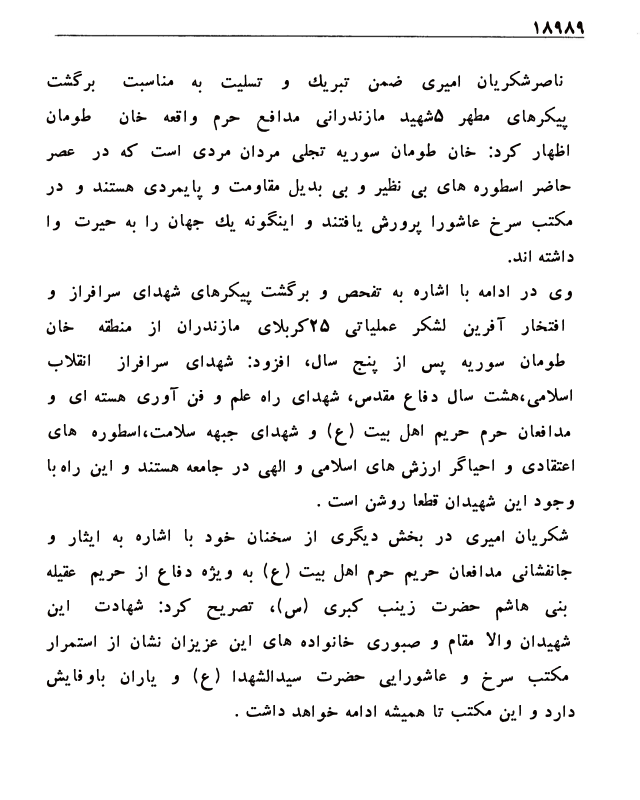 ۱۸۹۸۹
ناصرشکریان امیری ضمن تبریك و تسلیت به مناسبت برگشت
پیکرهای مطهر ۵شهید مازندرانی مدافع حرم واقعه خان طومان
اظهار کرد: خان طومان سوریه تجلی مردان مردی است که در عصر
حاضر اسطوره های بی نظیر و بی بدیل مقاومت و پایمردی هستند و در
مکتب سرخ عاشورا پرورش یافتند و اینگونه یك جهان را به حیرت وا
داشته اند.
وی در ادامه با اشاره به تفحص و برگشت پیکرهای شهدای سرافراز و
افتخار آفرین لشکر عملیاتی ۲۵کربلای مازندران از منطقه خان
طومان سوریه پس از پنج سال، افزود: شهدای سرافراز انقلاب
اسلامی،هشت سال دفاع مقدس، شهدای راه علم و فن آوری هسته ای و
مدافعان حرم حریم اهل بیت (ع) و شهدای جبهه سلامت،اسطوره های
اعتقادی و احیاگر ارزش های اسلامی و الهی در جامعه هستند و این راه با
وجود این شهیدان قطعا روشن است .
شکریان امیری در بخش دیگری از سخنان خود با اشاره به ایثار و
جانفشانی مدافعان حریم حرم اهل بیت (ع) به ویژه دفاع از حریم عقیله
بنی هاشم حضرت زینب کبری (س)، تصریح کرد: شهادت این
شهیدان والا مقام و صبوری خانواده های این عزیزان نشان از استمرار
مکتب سرخ و عاشورایی حضرت سیدالشهدا (ع) و یاران باوفایش
دارد و این مکتب تا همیشه ادامه خواهد داشت .